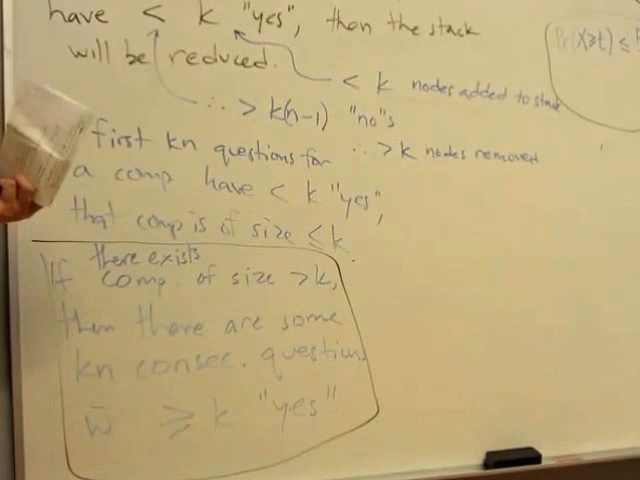 have < k "yes", then the stack
will be reduced.
< k nodes added to stack
∴ > k(n-1) "no"s
∴ > k nodes removed
first kn questions for
a comp have < k "yes",
that comp is of size ≤ k.
there exists
If comp. of size > k,
then there are some
kn consec. questions
w̄ ≥ k "yes"
Pr(X≥t) ≤